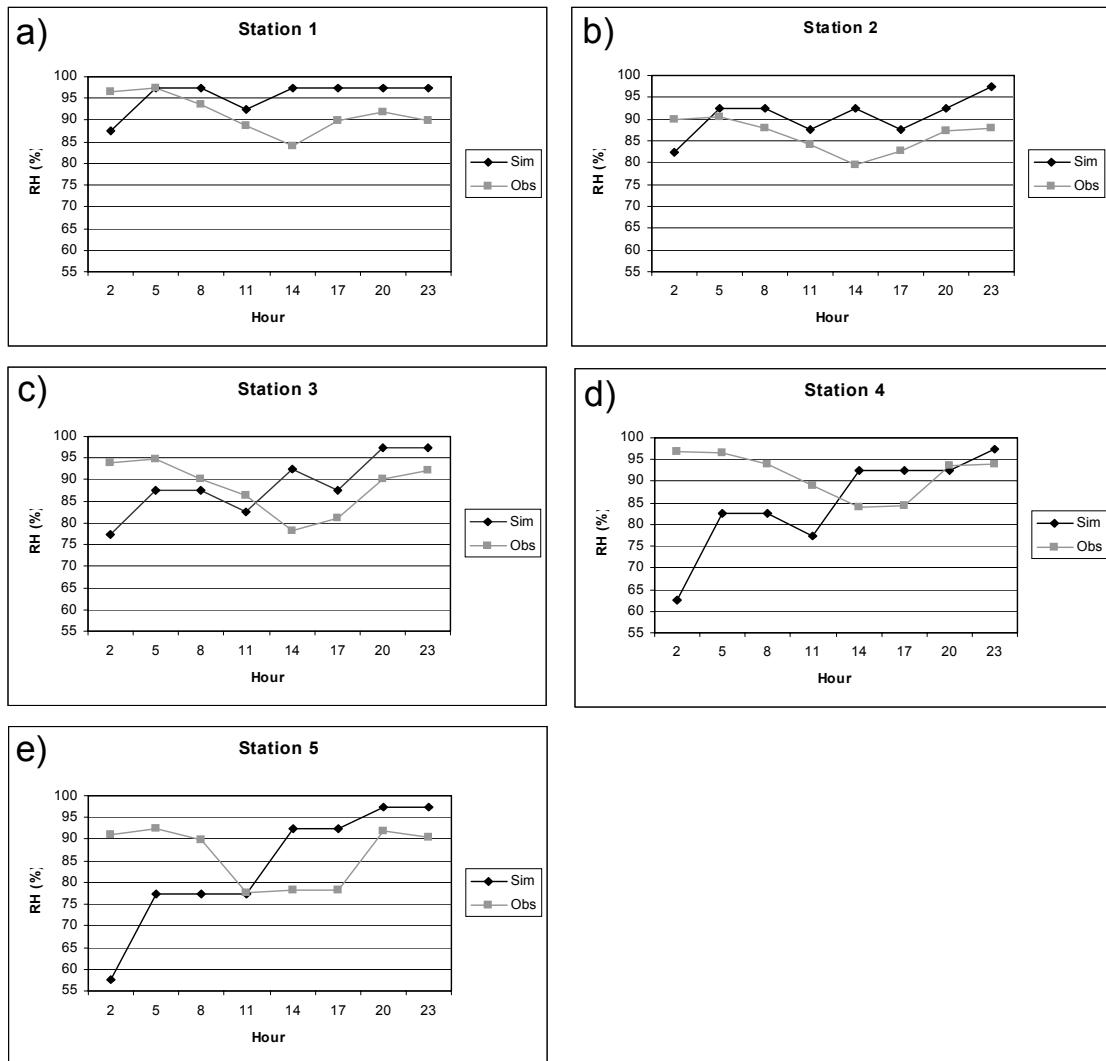 a)
Station 1
100
95
90
85
80
75
70
65
60
55
RH (%)
2 5 8 11 14 17 20 23
Hour
Sim
Obs
b)
Station 2
100
95
90
85
80
75
70
65
60
55
RH (%)
2 5 8 11 14 17 20 23
Hour
Sim
Obs
c)
Station 3
100
95
90
85
80
75
70
65
60
55
RH (%)
2 5 8 11 14 17 20 23
Hour
Sim
Obs
d)
Station 4
100
95
90
85
80
75
70
65
60
55
RH (%)
2 5 8 11 14 17 20 23
Hour
Sim
Obs
e)
Station 5
100
95
90
85
80
75
70
65
60
55
RH (%)
2 5 8 11 14 17 20 23
Hour
Sim
Obs